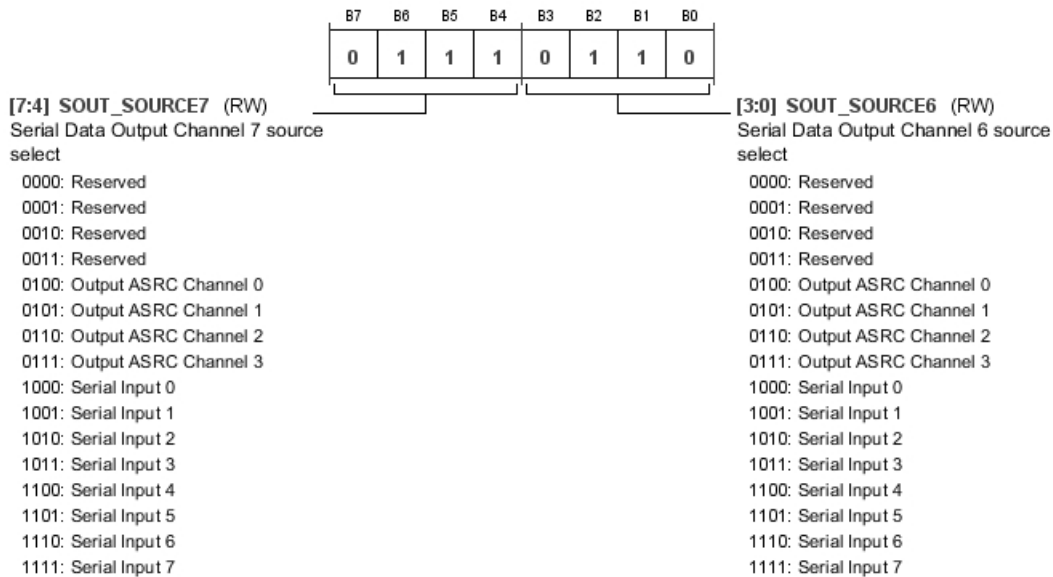 B7 B6 B5 B4 B3 B2 B1 B0
0 1 1 1 0 1 1 0
[7:4] SOUT_SOURCE7 (RW)
Serial Data Output Channel 7 source
select
0000: Reserved
0001: Reserved
0010: Reserved
0011: Reserved
0100: Output ASRC Channel 0
0101: Output ASRC Channel 1
0110: Output ASRC Channel 2
0111: Output ASRC Channel 3
1000: Serial Input 0
1001: Serial Input 1
1010: Serial Input 2
1011: Serial Input 3
1100: Serial Input 4
1101: Serial Input 5
1110: Serial Input 6
1111: Serial Input 7
[3:0] SOUT_SOURCE6 (RW)
Serial Data Output Channel 6 source
select
0000: Reserved
0001: Reserved
0010: Reserved
0011: Reserved
0100: Output ASRC Channel 0
0101: Output ASRC Channel 1
0110: Output ASRC Channel 2
0111: Output ASRC Channel 3
1000: Serial Input 0
1001: Serial Input 1
1010: Serial Input 2
1011: Serial Input 3
1100: Serial Input 4
1101: Serial Input 5
1110: Serial Input 6
1111: Serial Input 7